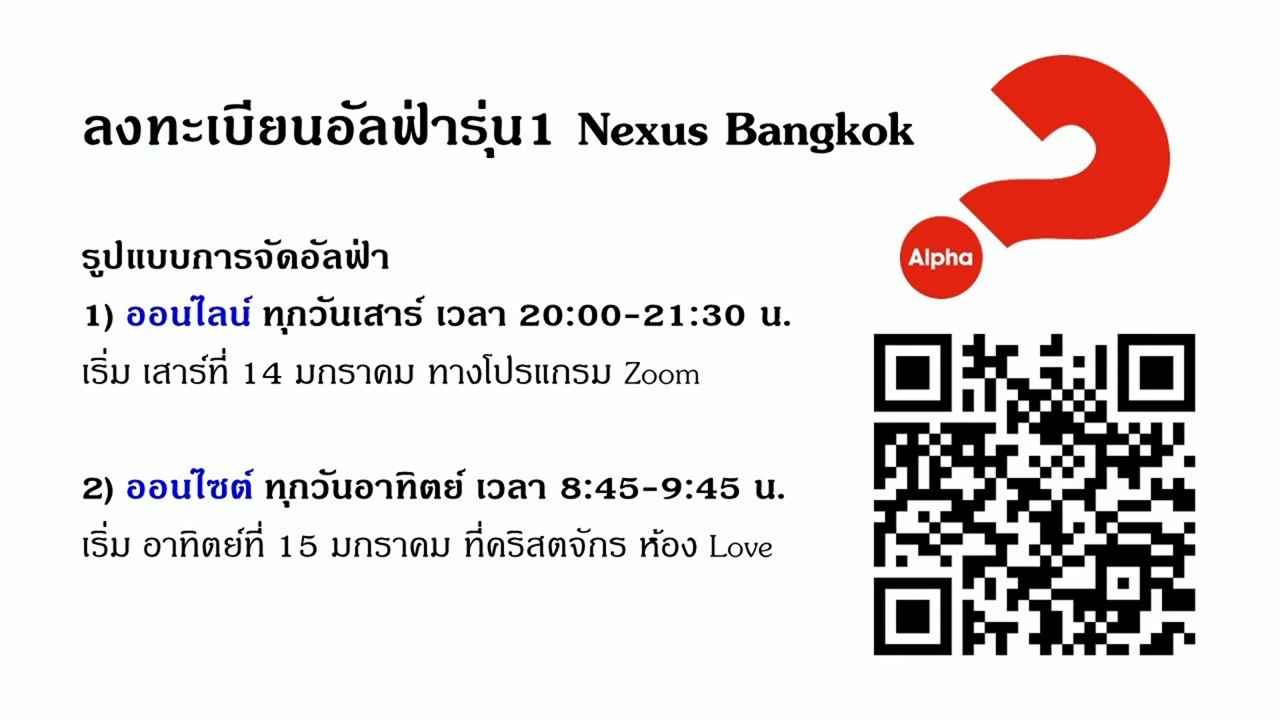 ลงทะเบียนอัลฟ่ารุ่น1 Nexus Bangkok
Alpha
รูปแบบการจัดอัลฟ่า
1) ออนไลน์ ทุกวันเสาร์ เวลา 20:00-21:30 น.
เริ่ม เสาร์ที่ 14 มกราคม ทางโปรแกรม Zoom
2) ออนไซต์ ทุกวันอาทิตย์ เวลา 8:45-9:45 น.
เริ่ม อาทิตย์ที่ 15 มกราคม ที่คริสตจักร ห้อง Love